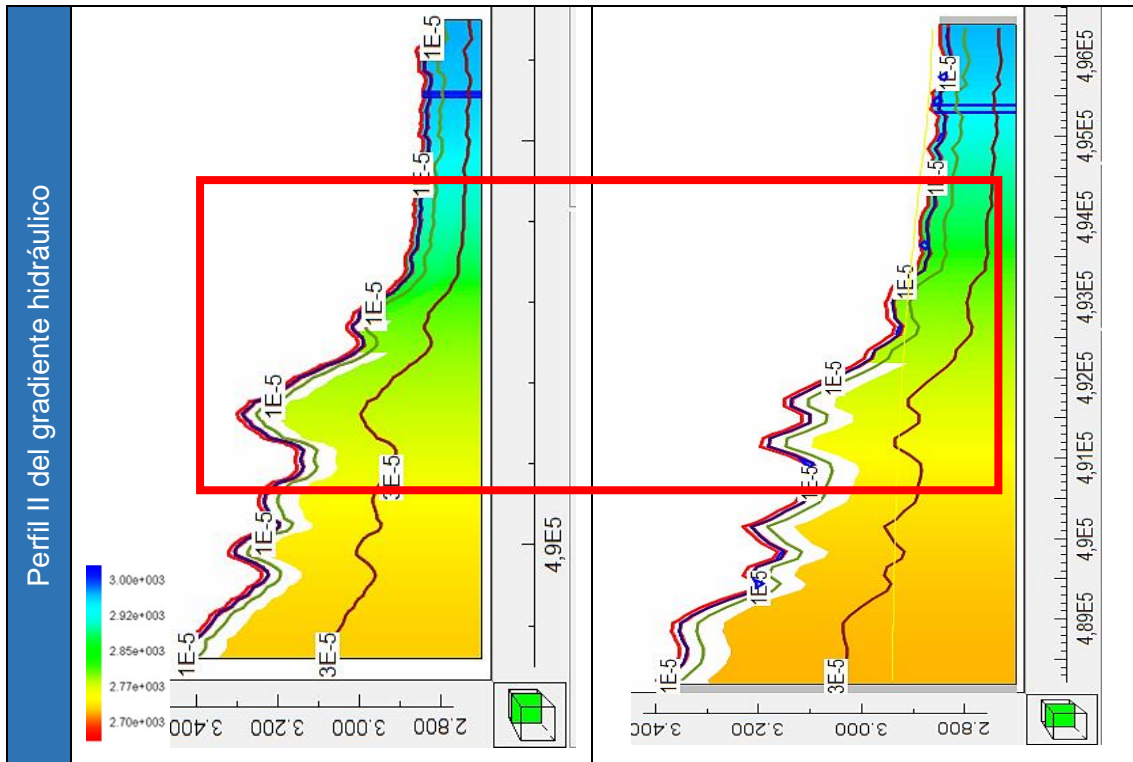 Perfil II del gradiente hidráulico
3.00e+003
2.92e+003
2.85e+003
2.77e+003
2.70e+003
1E-5
1E-5
1E-5
1E-5
1E-5
1E-5
3E-5
3E-5
4,9E5
3.400
3.200
3.000
2.800
1E-5
1E-5
1E-5
1E-5
1E-5
1E-5
1E-5
3E-5
4,96E5
4,95E5
4,94E5
4,93E5
4,92E5
4,91E5
4,9E5
4,89E5
3.400
3.200
3.000
2.800